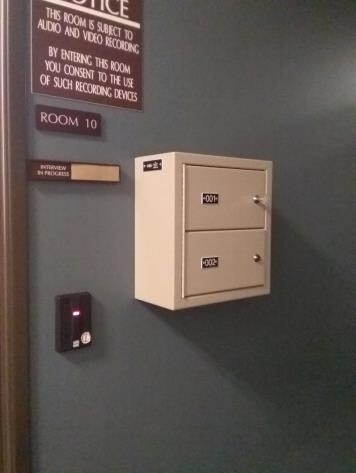 NOTICE
THIS ROOM IS SUBJECT TO
AUDIO AND VIDEO RECORDING
BY ENTERING THIS ROOM
YOU CONSENT TO THE USE
OF SUCH RECORDING DEVICES
ROOM 10
INTERVIEW
IN PROGRESS
001
002